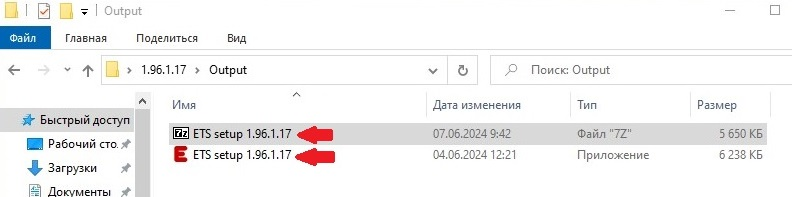 Output
Файл Главная Поделиться Вид
1.96.1.17 Output Поиск: Output
Имя Дата изменения Тип Размер
Быстрый доступ
ETS setup 1.96.1.17 07.06.2024 9:42 Файл "7Z" 5 650 КБ
Рабочий сто.
ETS setup 1.96.1.17 04.06.2024 12:21 Приложение 6 238 КБ
Загрузки
Документы